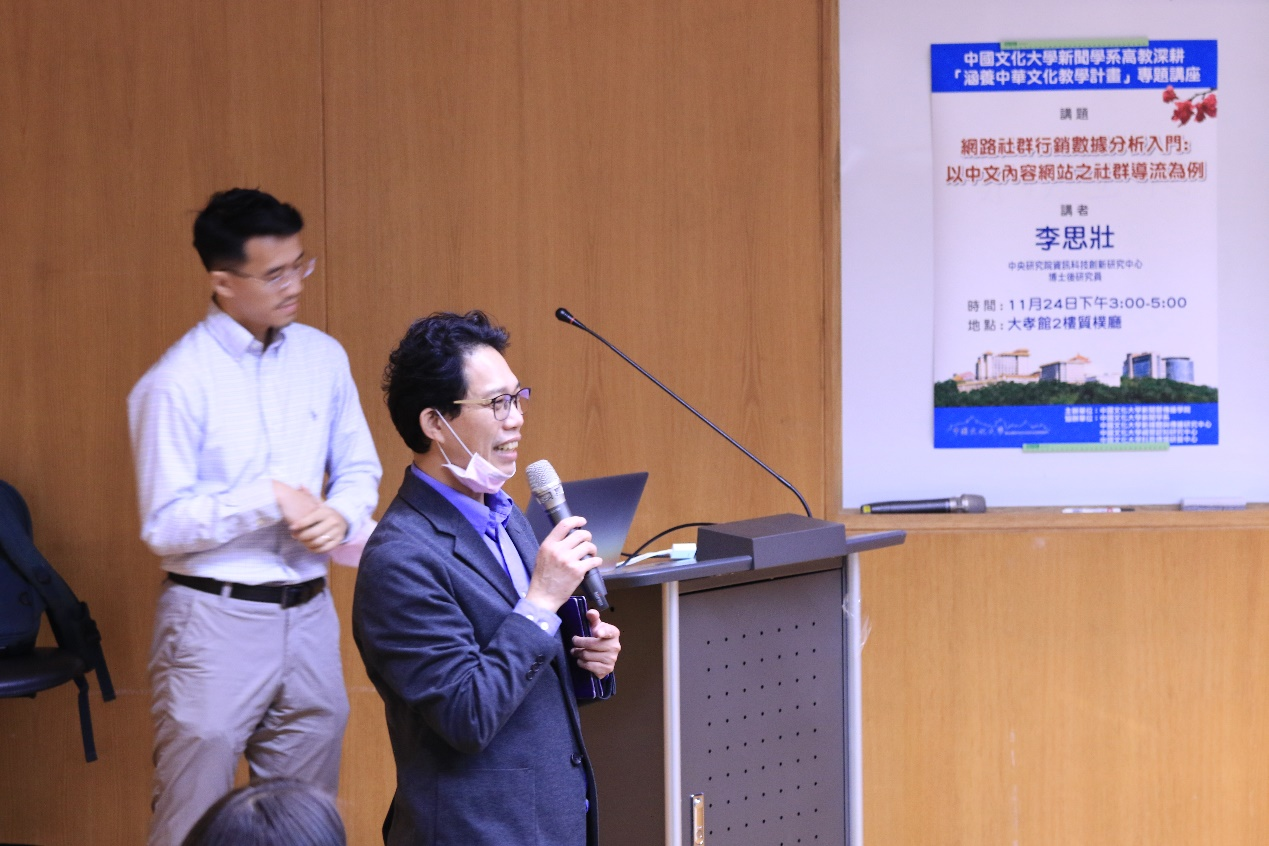 中國文化大學新聞學系高教深耕
「涵養中華文化教學計畫」專題講座
講題
網路社群行銷數據分析入門:
以中文內容網站之社群導流為例
講者
李思壯
中央研究院資訊科技創新研究中心
博士後研究員
時間:11月24日下午3:00-5:00
地點:大孝館2樓質樸廳